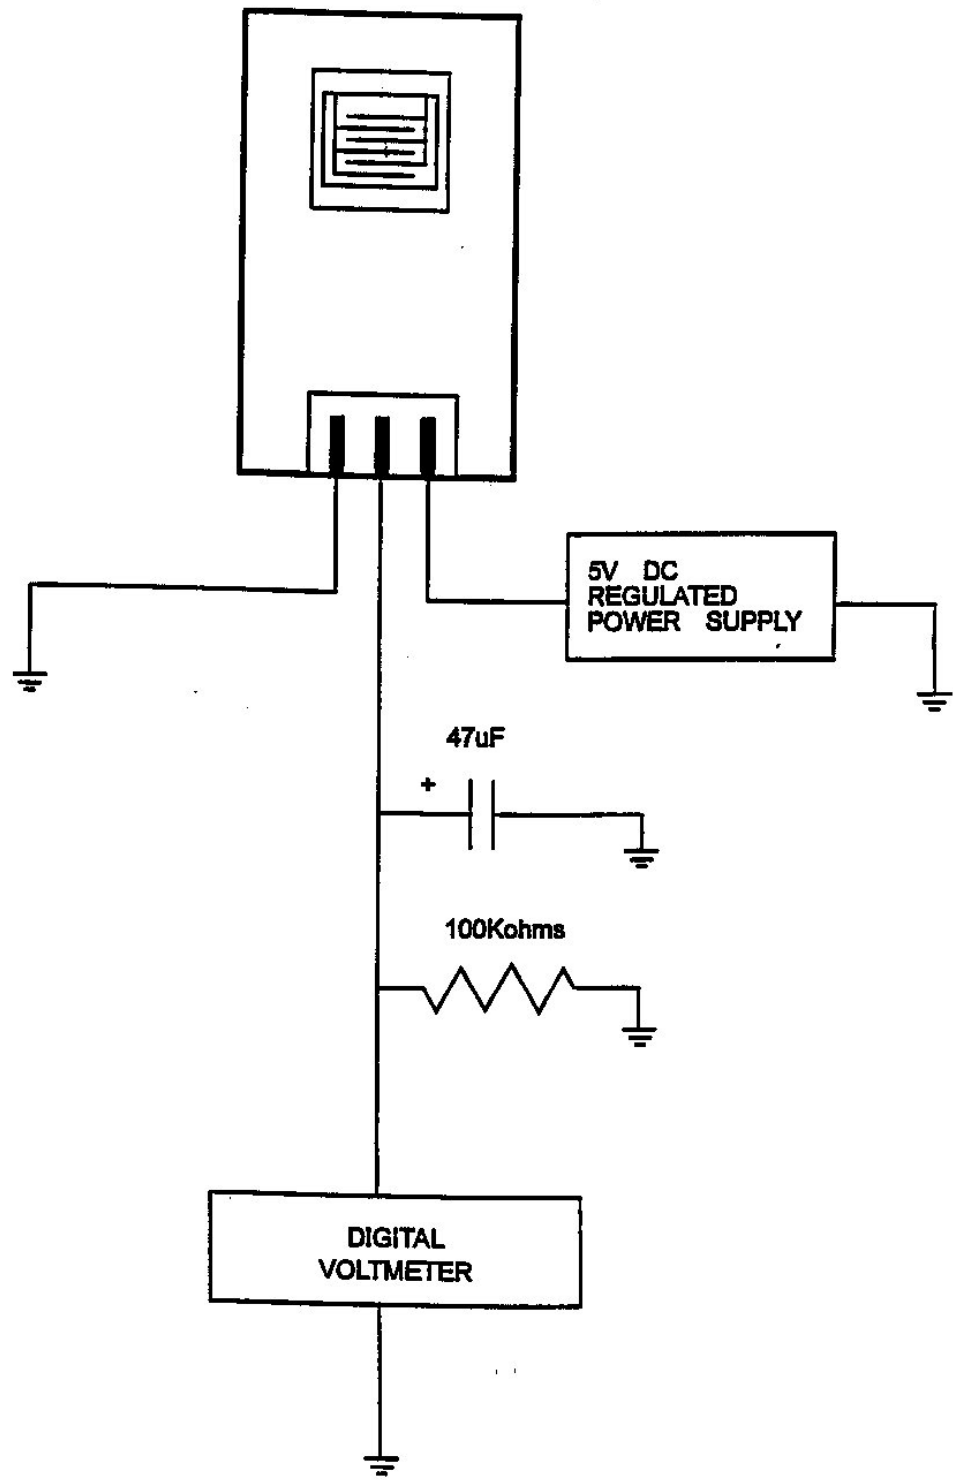 5V DC
REGULATED
POWER SUPPLY
47uF
+
100Kohms
DIGITAL
VOLTMETER